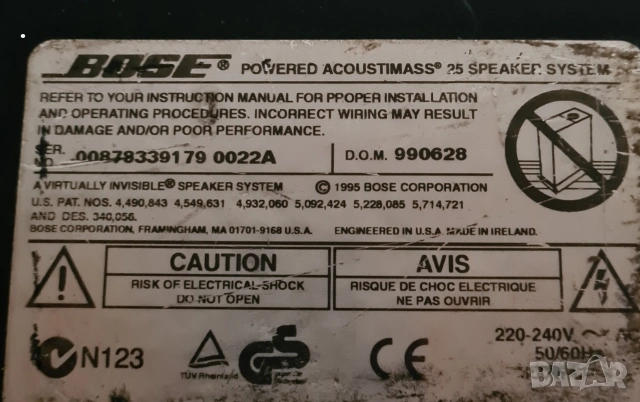 BOSE® POWERED ACOUSTIMASS® 25 SPEAKER SYSTEM
REFER TO YOUR INSTRUCTION MANUAL FOR PROPER INSTALLATION
AND OPERATING PROCEDURES. INCORRECT WIRING MAY RESULT
IN DAMAGE AND/OR POOR PERFORMANCE.
SER.
NO. 00878339179 0022A D.O.M. 990628
A VIRTUALLY INVISIBLE® SPEAKER SYSTEM © 1995 BOSE CORPORATION
U.S. PAT. NOS. 4,490,843 4,549,631 4,932,060 5,092,424 5,228,085 5,714,721
AND DES. 340,056.
BOSE CORPORATION, FRAMINGHAM, MA 01701-9168 U.S.A. ENGINEERED IN U.S.A. MADE IN IRELAND.
CAUTION
RISK OF ELECTRICAL SHOCK
DO NOT OPEN
AVIS
RISQUE DE CHOC ELECTRIQUE
NE PAS OUVRIR
N123
TÜV Rheinland
GS
CE
220-240V ~
50/60Hz
bazar